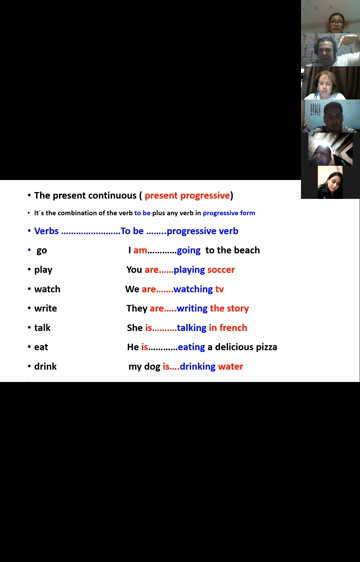 • The present continuous ( present progressive)
• It´s the combination of the verb to be plus any verb in progressive form
• Verbs …………………….To be ……..progressive verb
• go I am…………going to the beach
• play You are……playing soccer
• watch We are…….watching tv
• write They are…..writing the story
• talk She is……….talking in french
• eat He is…………eating a delicious pizza
• drink my dog is….drinking water